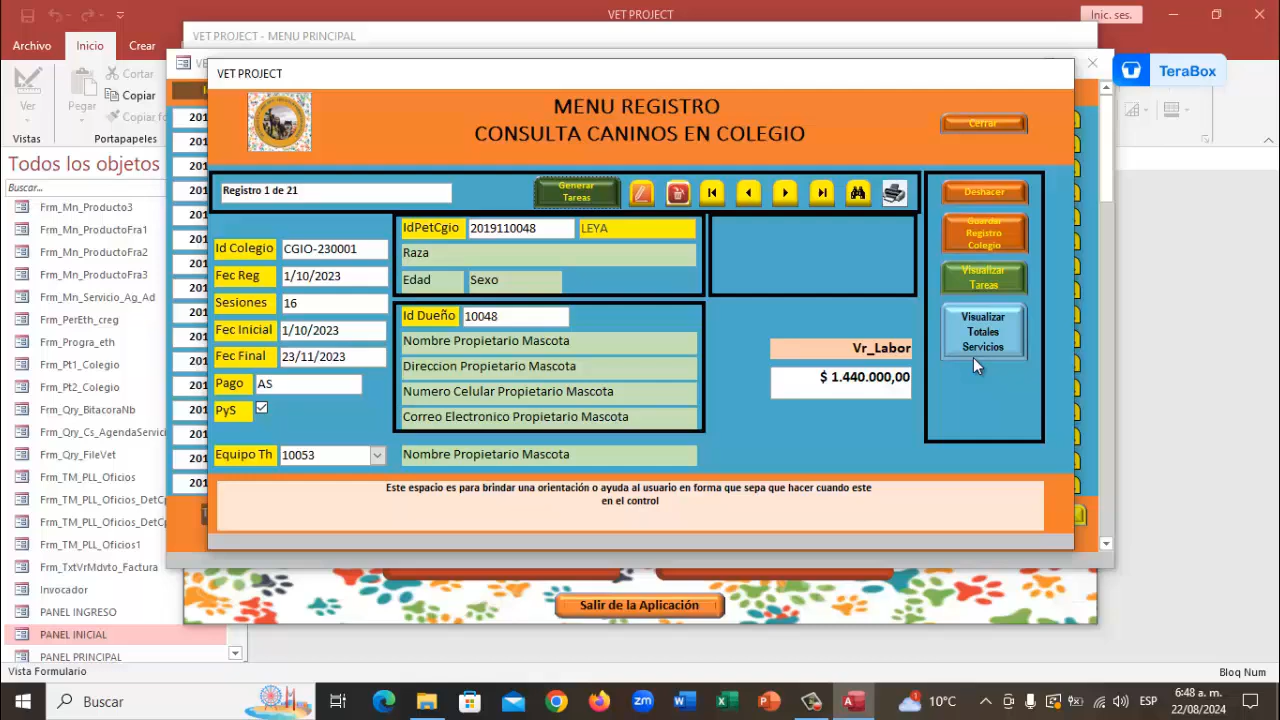 VET PROJECT
Inic. ses.
Archivo
Inicio
Crear
VET PROJECT - MENU PRINCIPAL
Ver
Vistas
Pegar
Cortar
Copiar
Copiar fo
Portapapeles
TeraBox
VET PROJECT
MENU REGISTRO
CONSULTA CANINOS EN COLEGIO
Cerrar
Todos los objetos
Buscar...
Frm_Mn_Producto3
Frm_Mn_ProductoFra1
Frm_Mn_ProductoFra2
Frm_Mn_ProductoFra3
Frm_Mn_Servicio_Ag_Ad
Frm_PerEth_creg
Frm_Progra_eth
Frm_Pt1_Colegio
Frm_Pt2_Colegio
Frm_Qry_BitacoraNb
Frm_Qry_Cs_AgendaServici
Frm_Qry_FileVet
Frm_TM_PLL_Oficios
Frm_TM_PLL_Oficios_DetCp
Frm_TM_PLL_Oficios_DetCp
Frm_TM_PLL_Oficios1
Frm_TxtVrMdvto_Factura
Invocador
PANEL INGRESO
PANEL INICIAL
PANEL PRINCIPAL
Registro 1 de 21
Generar
Tareas
Id Colegio CGIO-230001
Fec Reg 1/10/2023
Sesiones 16
Fec Inicial 1/10/2023
Fec Final 23/11/2023
Pago AS
PyS
Equipo Th 10053 Nombre Propietario Mascota
IdPetCgio 2019110048 LEYA
Raza
Edad Sexo
Id Dueño 10048
Nombre Propietario Mascota
Direccion Propietario Mascota
Numero Celular Propietario Mascota
Correo Electronico Propietario Mascota
Vr_Labor
$ 1.440.000,00
Deshacer
Guardar
Registro
Colegio
Visualizar
Tareas
Visualizar
Totales
Servicios
Este espacio es para brindar una orientación o ayuda al usuario en forma que sepa que hacer cuando este
en el control
Salir de la Aplicación
Vista Formulario
Bloq Num
Buscar
10°C
ESP
6:48 a. m.
22/08/2024